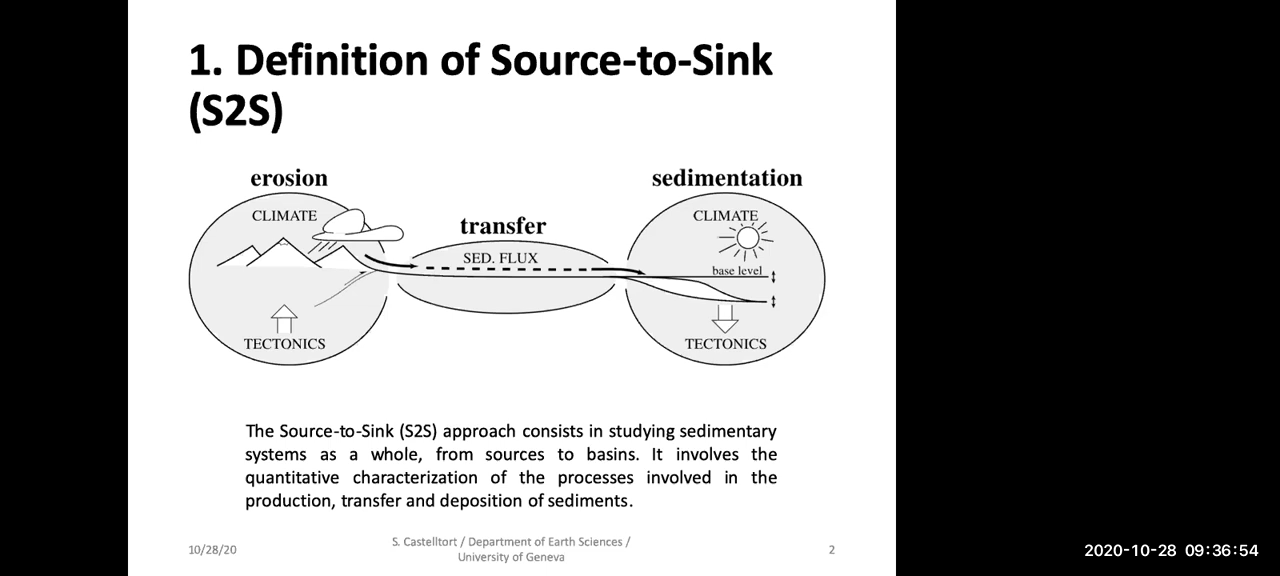 1. Definition of Source-to-Sink
(S2S)
erosion
sedimentation
transfer
CLIMATE
SED. FLUX
TECTONICS
CLIMATE
base level
TECTONICS
The Source-to-Sink (S2S) approach consists in studying sedimentary
systems as a whole, from sources to basins. It involves the
quantitative characterization of the processes involved in the
production, transfer and deposition of sediments.
10/28/20
S. Castelltort / Department of Earth Sciences /
University of Geneva
2
2020-10-28 09:36:54